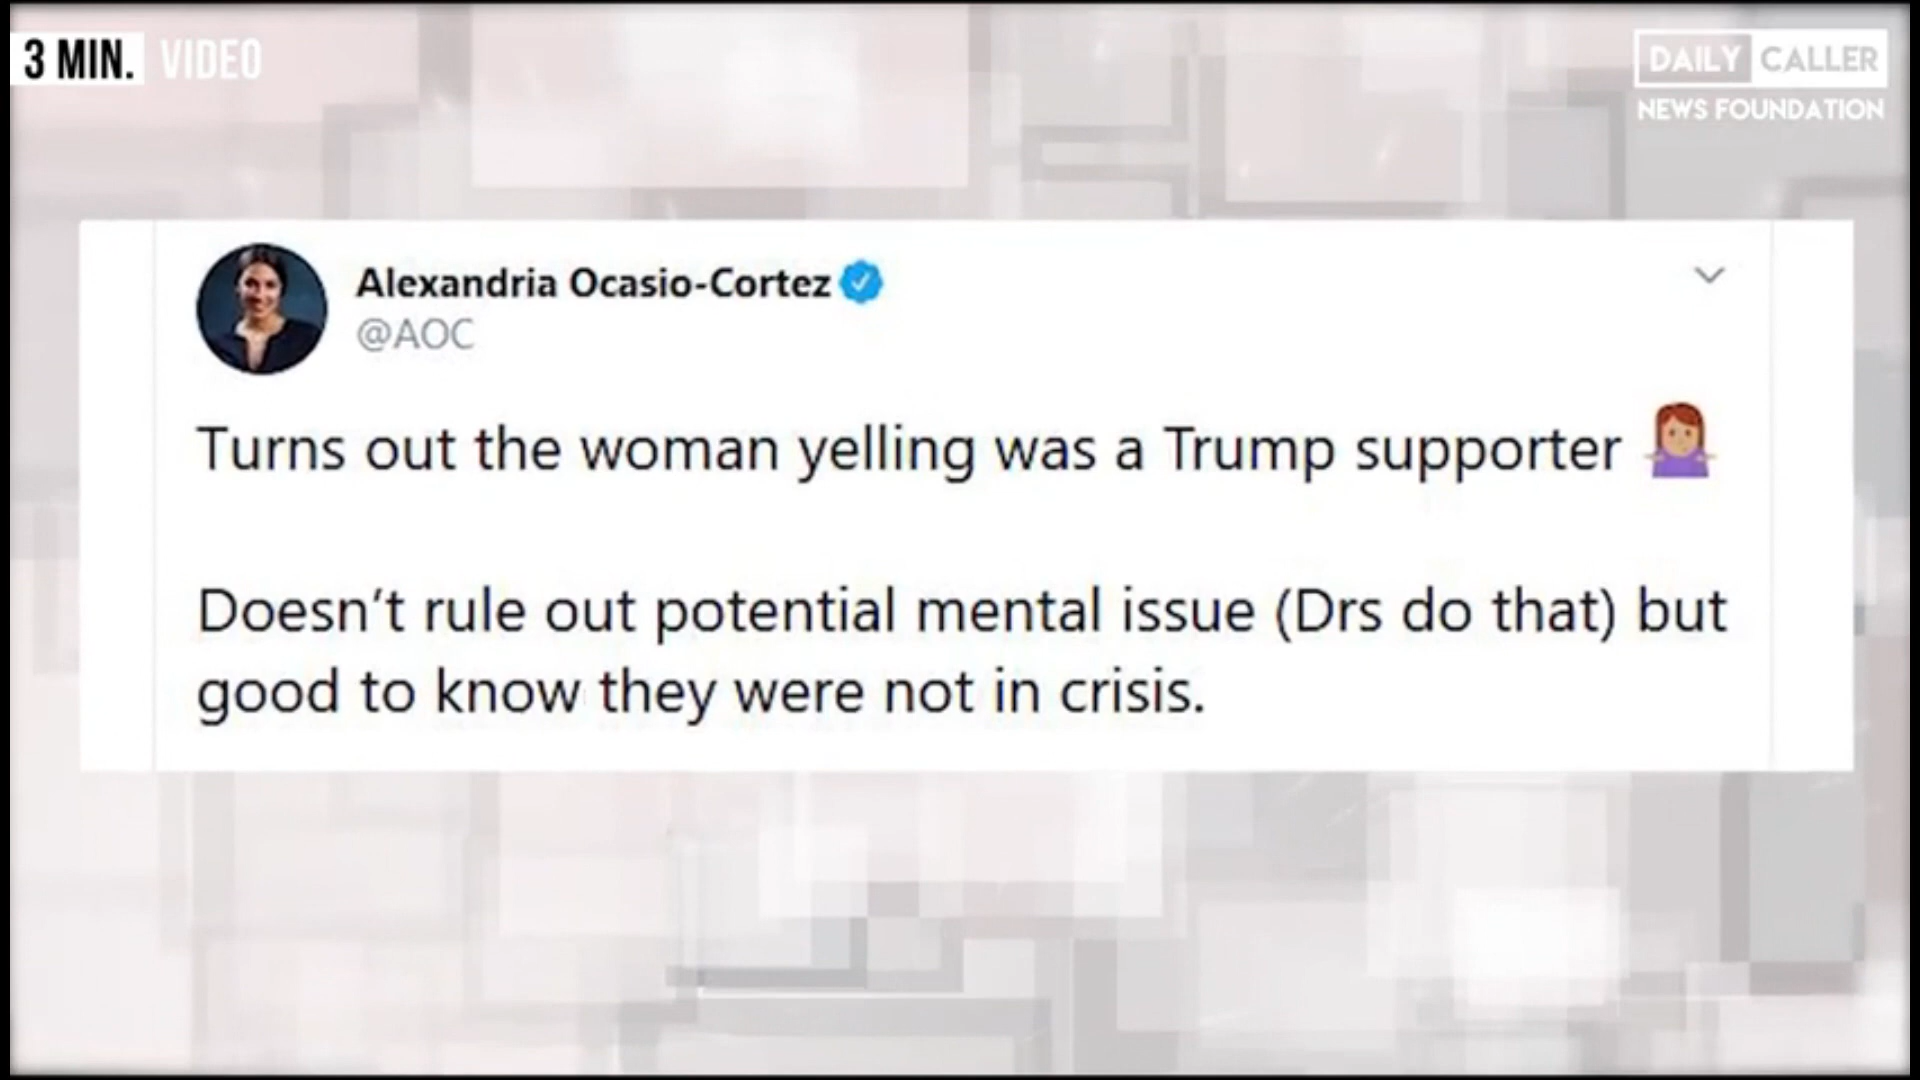 3 MIN. VIDEO
DAILY CALLER
NEWS FOUNDATION
Alexandria Ocasio-Cortez
@AOC
Turns out the woman yelling was a Trump supporter 🤷🏽‍♀️
Doesn't rule out potential mental issue (Drs do that) but
good to know they were not in crisis.